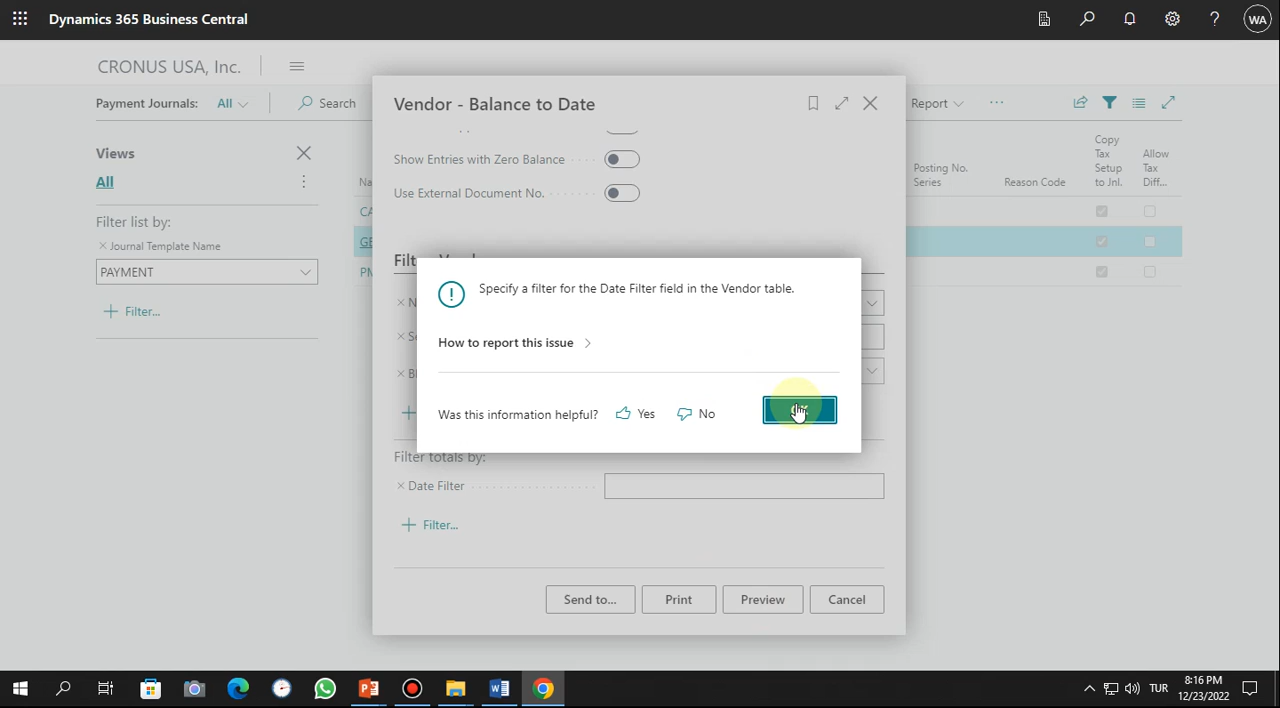 Dynamics 365 Business Central
WA
CRONUS USA, Inc.
Payment Journals: All
Search
Report
Vendor - Balance to Date
Views
All
Filter list by:
× Journal Template Name
PAYMENT
+ Filter...
Posting No. Series
Reason Code
Copy Tax Setup to Jnl.
Allow Tax Diff...
Show Entries with Zero Balance
Use External Document No.
Specify a filter for the Date Filter field in the Vendor table.
How to report this issue
Was this information helpful? Yes No
Filter totals by:
× Date Filter
+ Filter...
Send to... Print Preview Cancel
TUR
8:16 PM
12/23/2022